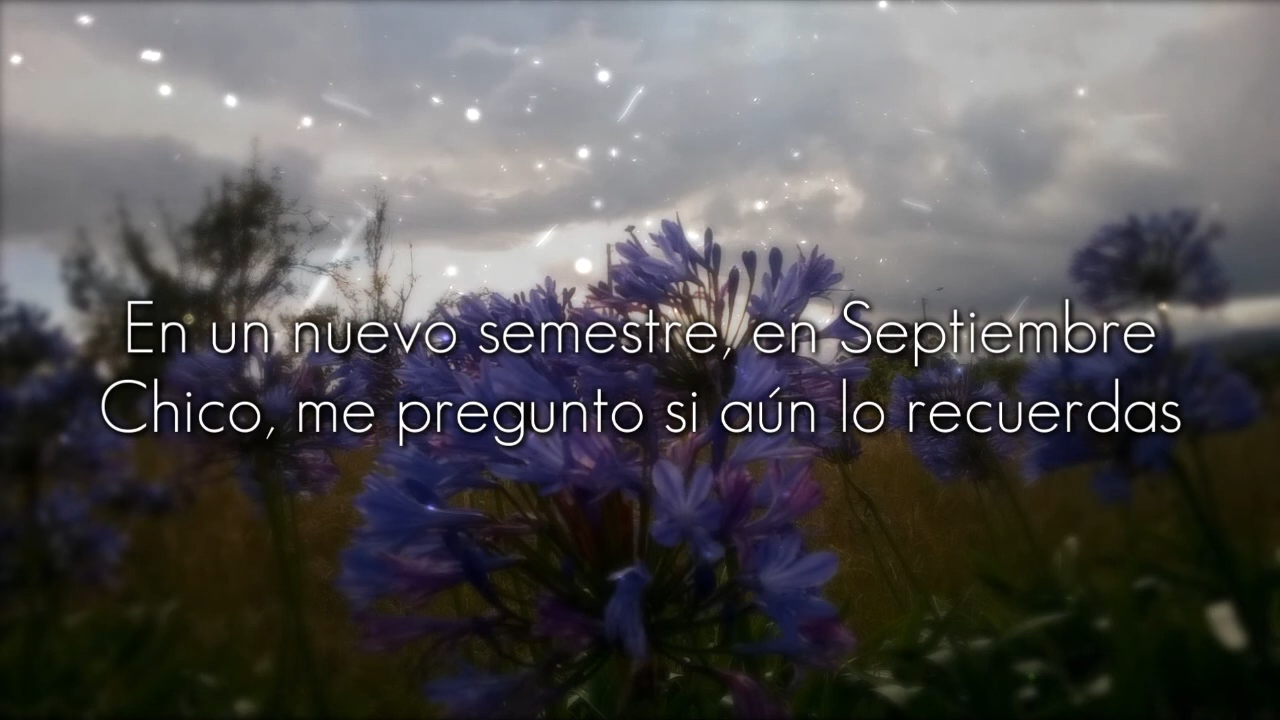 En un nuevo semestre, en Septiembre
Chico, me pregunto si aún lo recuerdas